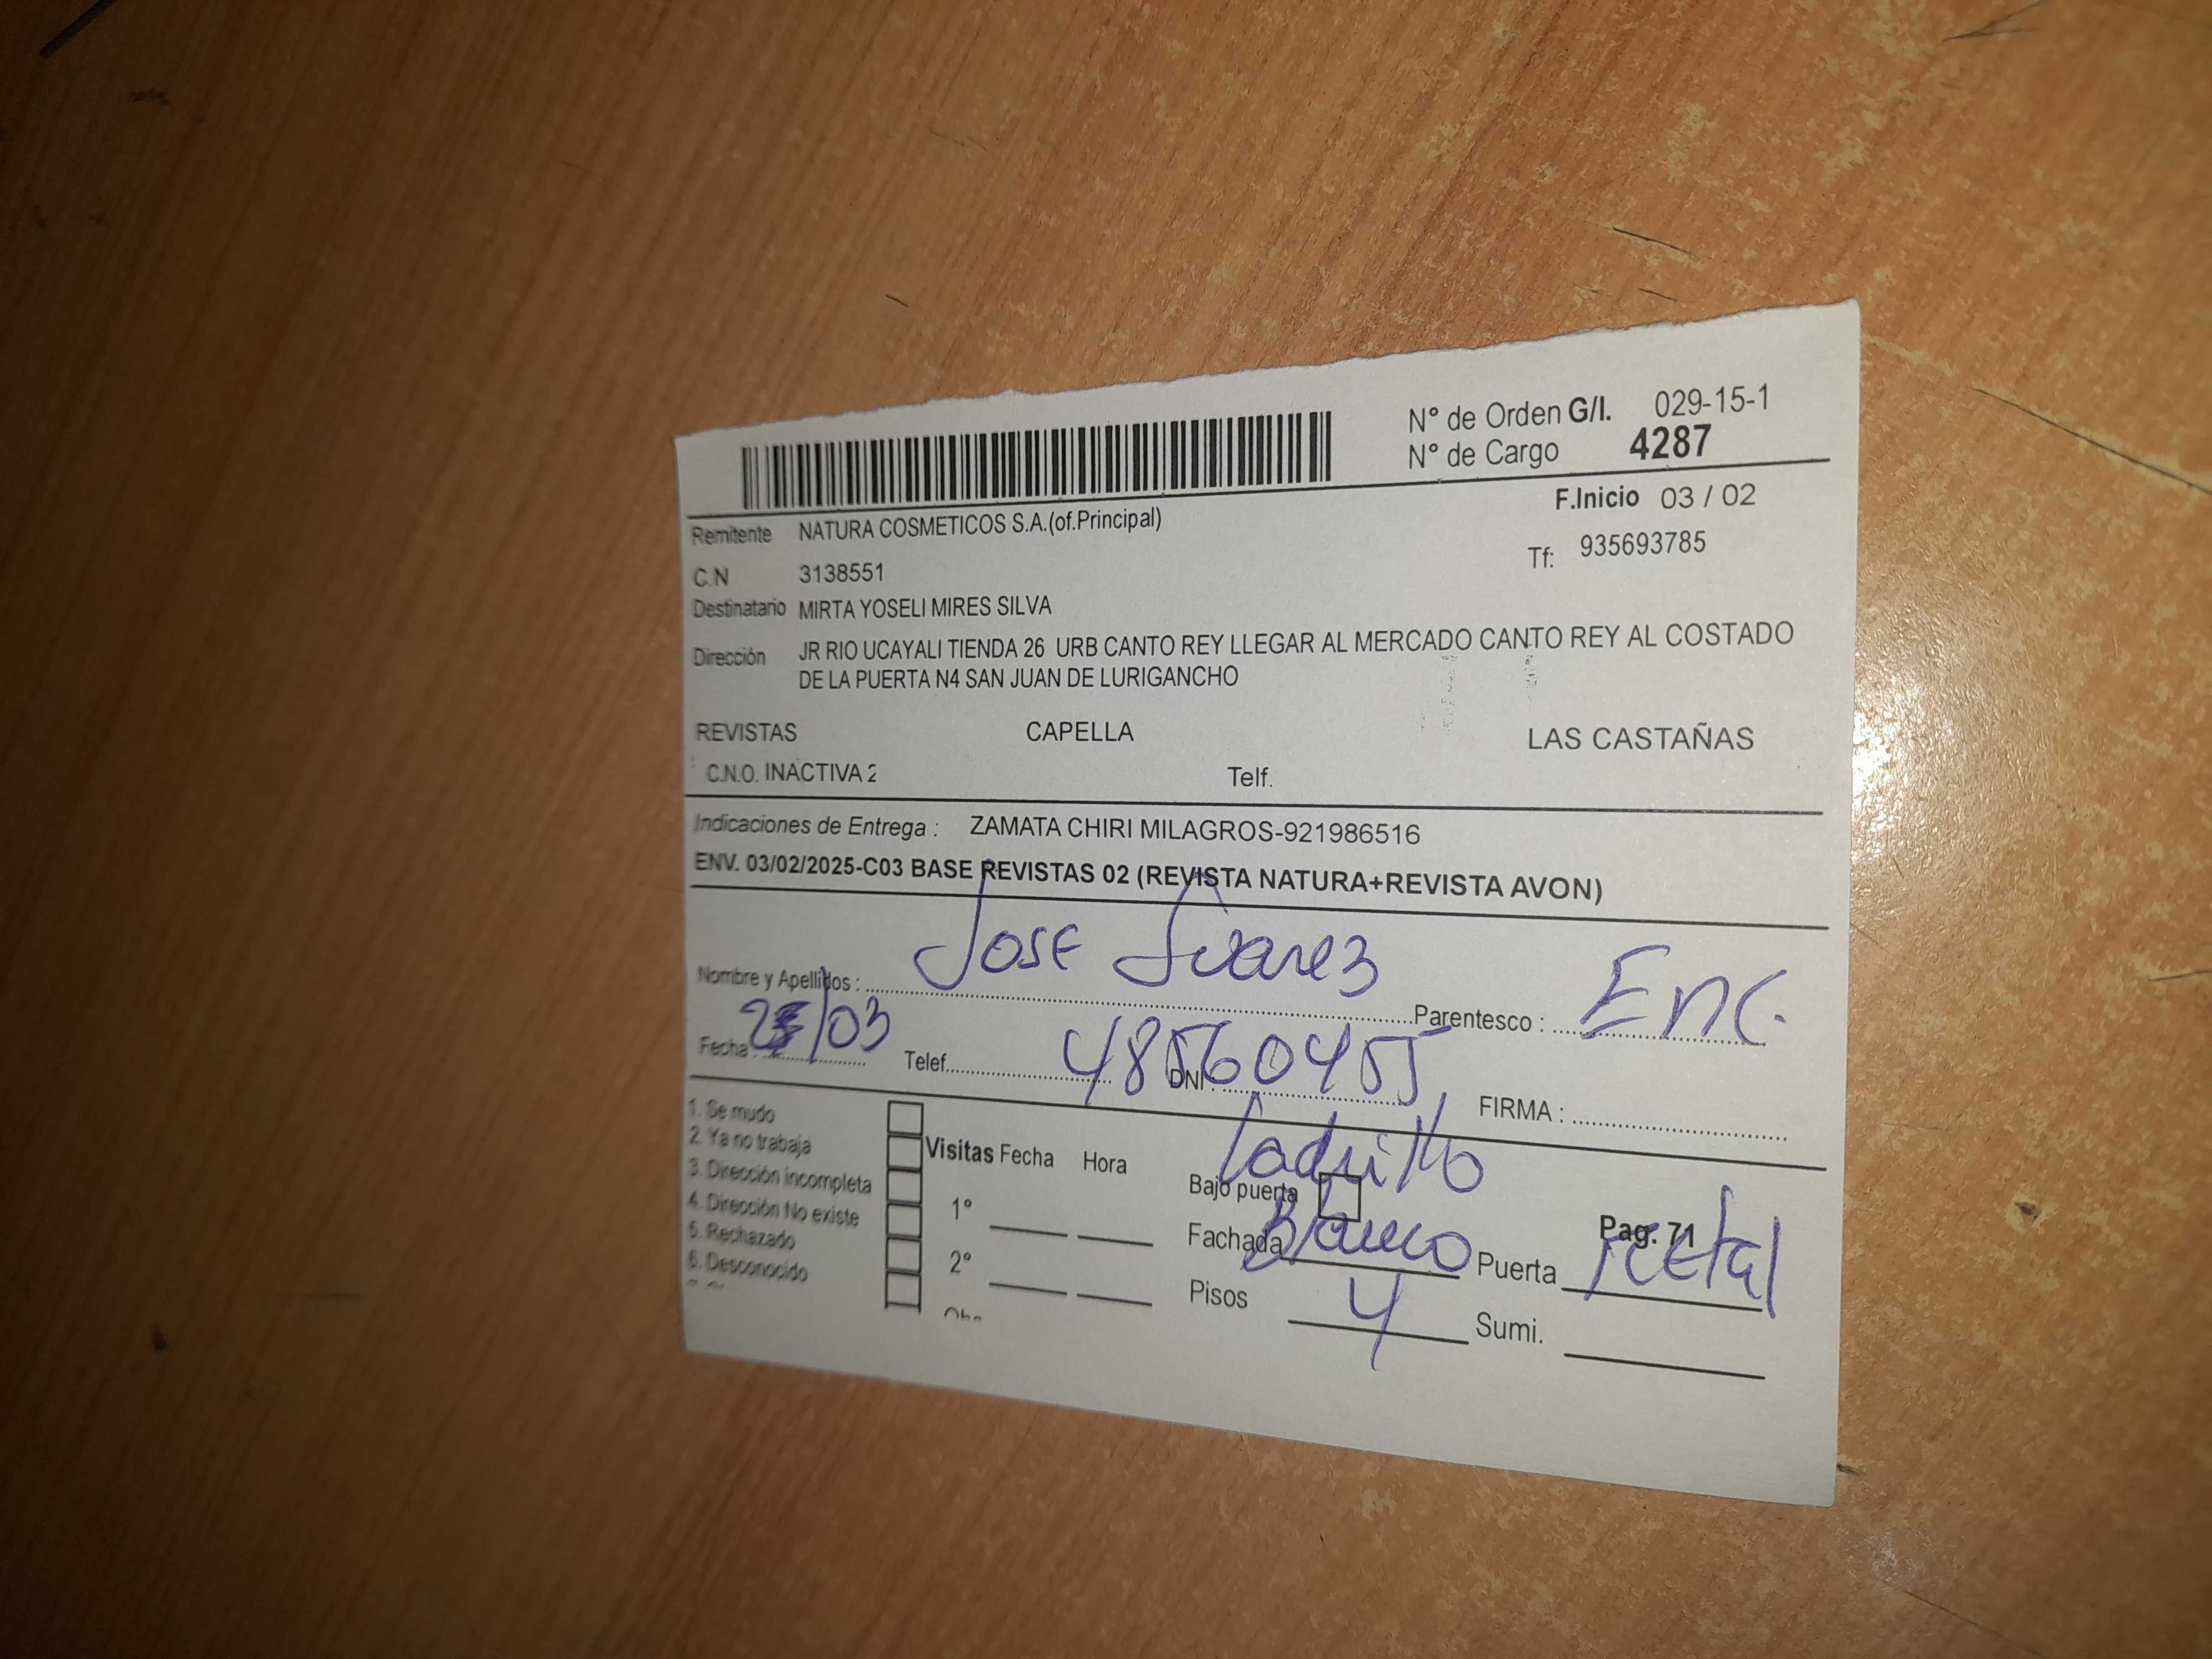 N° de Orden G/I. 029-15-1
N° de Cargo 4287
F.Inicio 03 / 02
Remitente NATURA COSMETICOS S.A.(of.Principal)
Tf: 935693785
C.N 3138551
Destinatario MIRTA YOSELI MIRES SILVA
Dirección JR RIO UCAYALI TIENDA 26 URB CANTO REY LLEGAR AL MERCADO CANTO REY AL COSTADO
DE LA PUERTA N4 SAN JUAN DE LURIGANCHO
REVISTAS CAPELLA LAS CASTAÑAS
C.N.O. INACTIVA 2 Telf.
Indicaciones de Entrega : ZAMATA CHIRI MILAGROS-921986516
ENV. 03/02/2025-C03 BASE REVISTAS 02 (REVISTA NATURA+REVISTA AVON)
Nombre y Apellidos : Jose Suarez Parentesco : Enc.
Fecha : /03 Telef. DNI : 48560455 FIRMA :
1. Se mudo
2. Ya no trabaja
3. Dirección incompleta
4. Dirección No existe
5. Rechazado
6. Desconocido
Visitas Fecha Hora
1°
2°
Ladrillo
Bajo puerta
Fachada Blanco Puerta
Pag. 71
Pisos 4 Sumi.